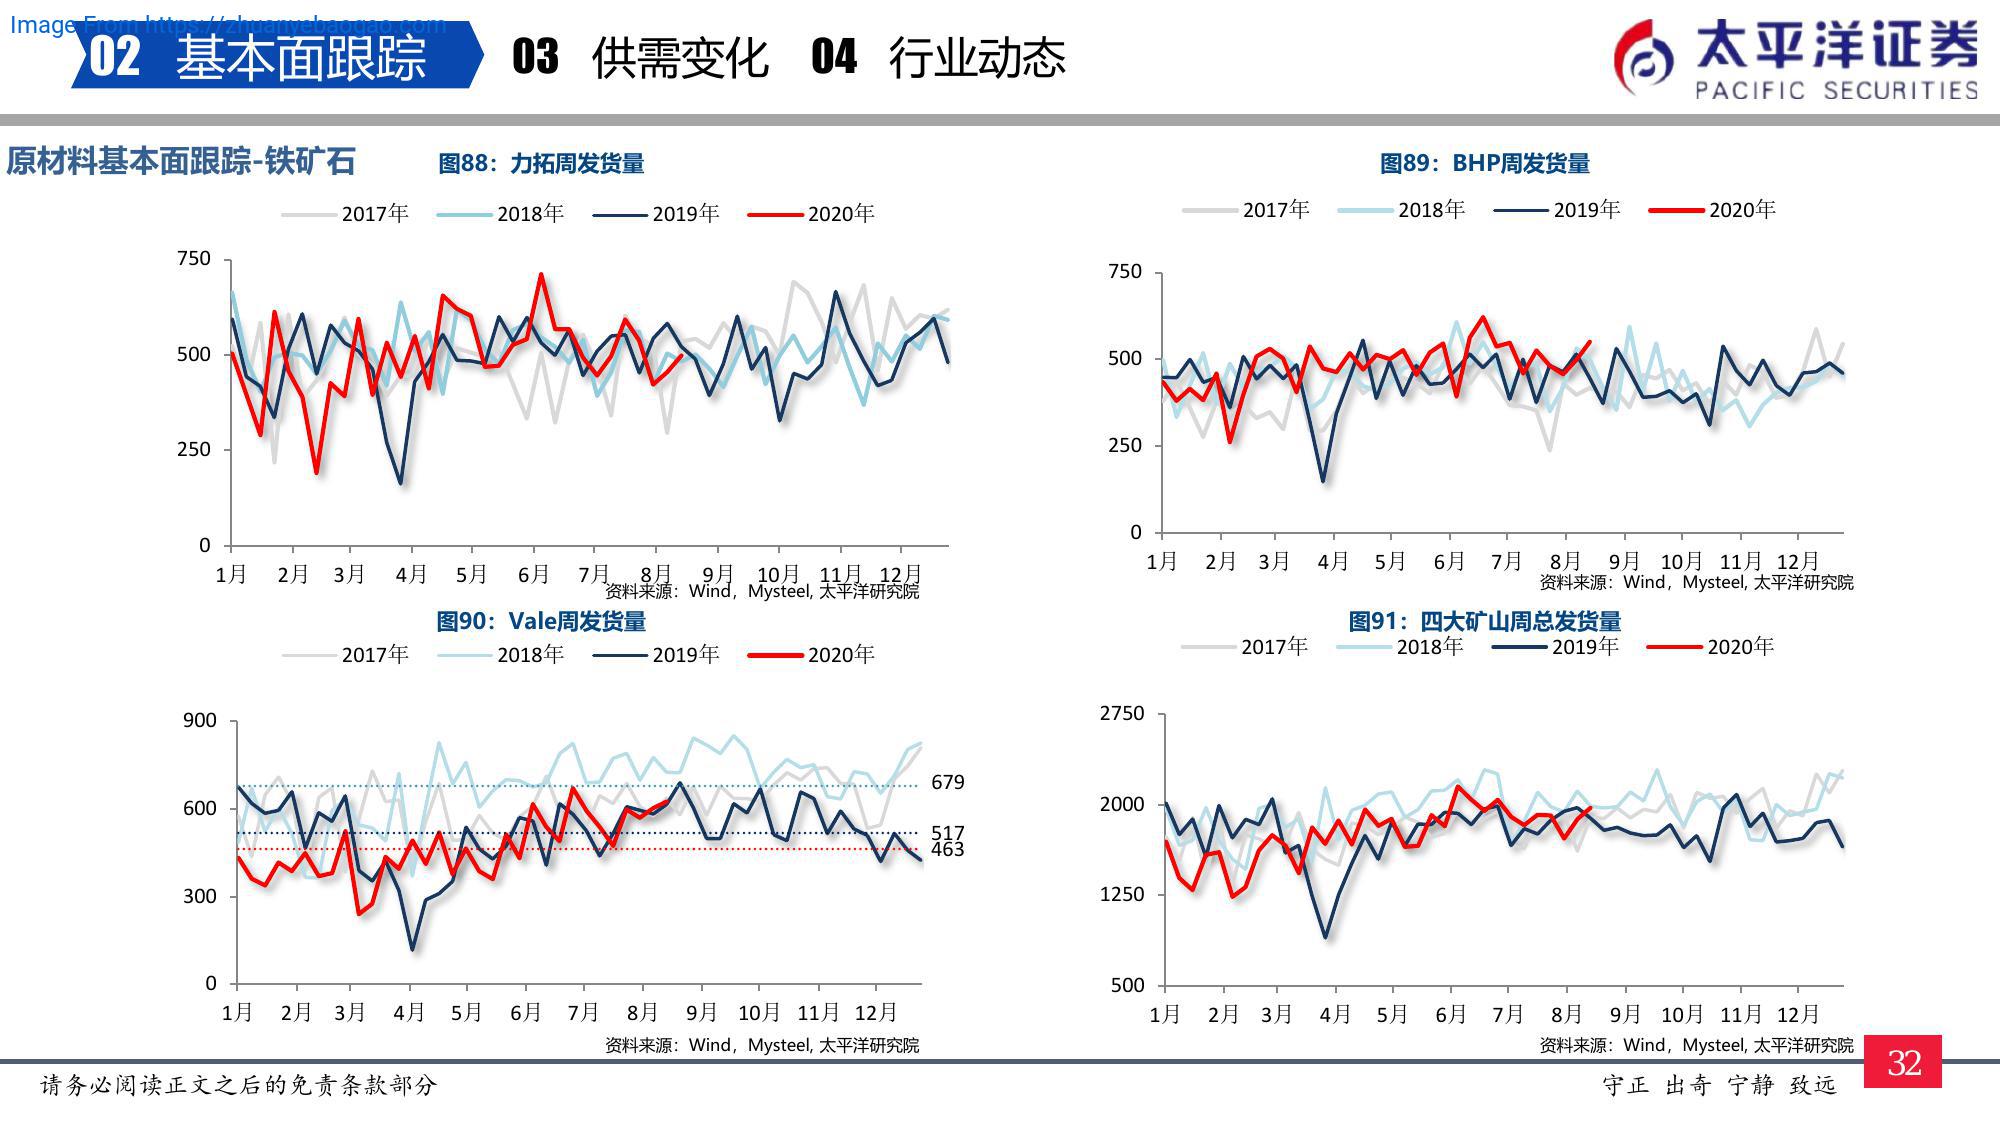 Image From https://zhuanyebaogao.com
02 基本面跟踪 03 供需变化 04 行业动态
太平洋证券
PACIFIC SECURITIES
原材料基本面跟踪-铁矿石
图88：力拓周发货量
2017年 2018年 2019年 2020年
750
500
250
0
1月 2月 3月 4月 5月 6月 7月 8月 9月 10月 11月 12月
资料来源：Wind，Mysteel, 太平洋研究院
图89：BHP周发货量
2017年 2018年 2019年 2020年
750
500
250
0
1月 2月 3月 4月 5月 6月 7月 8月 9月 10月 11月 12月
资料来源：Wind，Mysteel, 太平洋研究院
图90：Vale周发货量
2017年 2018年 2019年 2020年
900
600
300
0
679
517
463
1月 2月 3月 4月 5月 6月 7月 8月 9月 10月 11月 12月
资料来源：Wind，Mysteel, 太平洋研究院
图91：四大矿山周总发货量
2017年 2018年 2019年 2020年
2750
2000
1250
500
1月 2月 3月 4月 5月 6月 7月 8月 9月 10月 11月 12月
资料来源：Wind，Mysteel, 太平洋研究院
请务必阅读正文之后的免责条款部分
守正 出奇 宁静 致远
32